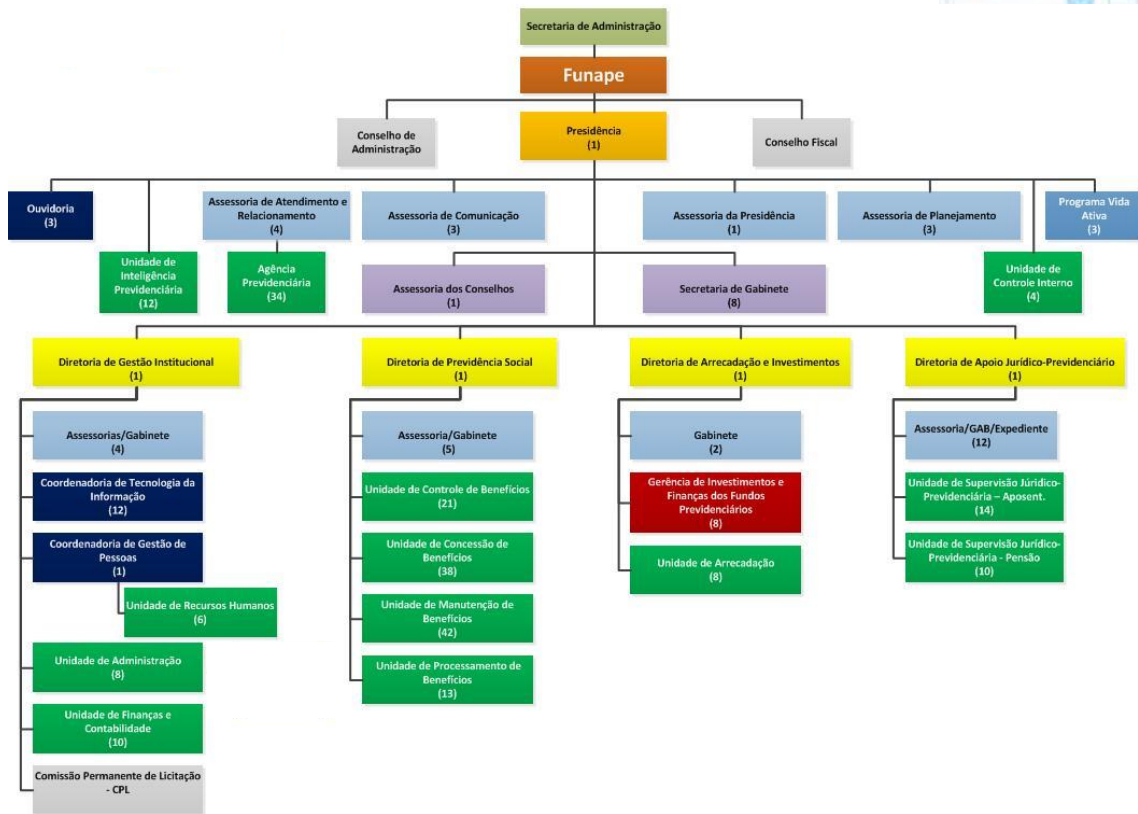 Secretaria de Administração
Funape
Conselho de
Administração
Presidência
(1)
Conselho Fiscal
Ouvidoria
(3)
Assessoria de Atendimento e
Relacionamento
(4)
Assessoria de Comunicação
(3)
Assessoria da Presidência
(1)
Assessoria de Planejamento
(3)
Programa Vida
Ativa
(3)
Unidade de
Inteligência
Previdenciária
(12)
Agência
Previdenciária
(34)
Assessoria dos Conselhos
(1)
Secretaria de Gabinete
(8)
Unidade de
Controle Interno
(4)
Diretoria de Gestão Institucional
(1)
Diretoria de Previdência Social
(1)
Diretoria de Arrecadação e Investimentos
(1)
Diretoria de Apoio Jurídico-Previdenciário
(1)
Assessorias/Gabinete
(4)
Coordenadoria de Tecnologia da
Informação
(12)
Coordenadoria de Gestão de
Pessoas
(1)
Unidade de Recursos Humanos
(6)
Unidade de Administração
(8)
Unidade de Finanças e
Contabilidade
(10)
Comissão Permanente de Licitação
- CPL
Assessoria/Gabinete
(5)
Unidade de Controle de Benefícios
(21)
Unidade de Concessão de
Benefícios
(38)
Unidade de Manutenção de
Benefícios
(42)
Unidade de Processamento de
Benefícios
(13)
Gabinete
(2)
Gerência de Investimentos e
Finanças dos Fundos
Previdenciários
(8)
Unidade de Arrecadação
(8)
Assessoria/GAB/Expediente
(12)
Unidade de Supervisão Júridico-
Previdenciária – Aposent.
(14)
Unidade de Supervisão Jurídico-
Previdenciária - Pensão
(10)